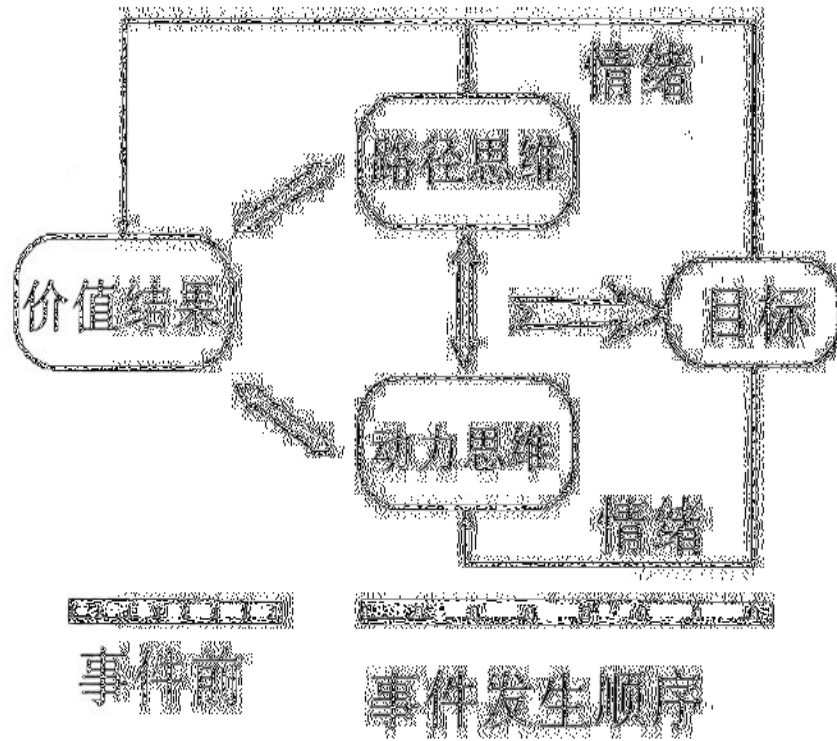 情绪
路径思维
价值结果
目标
动力思维
情绪
事件前
事件发生顺序